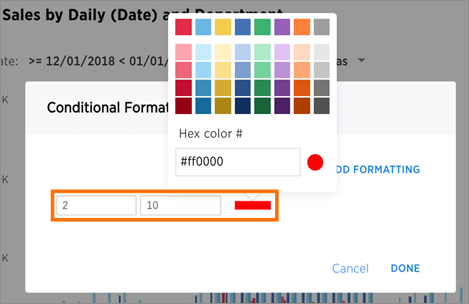 Sales by Daily (Date) and Department
ate: >= 12/01/2018 < 01/01/ as
K
Conditional Forma
Hex color #
#ff0000
DD FORMATTING
K
2 10
K
Cancel DONE